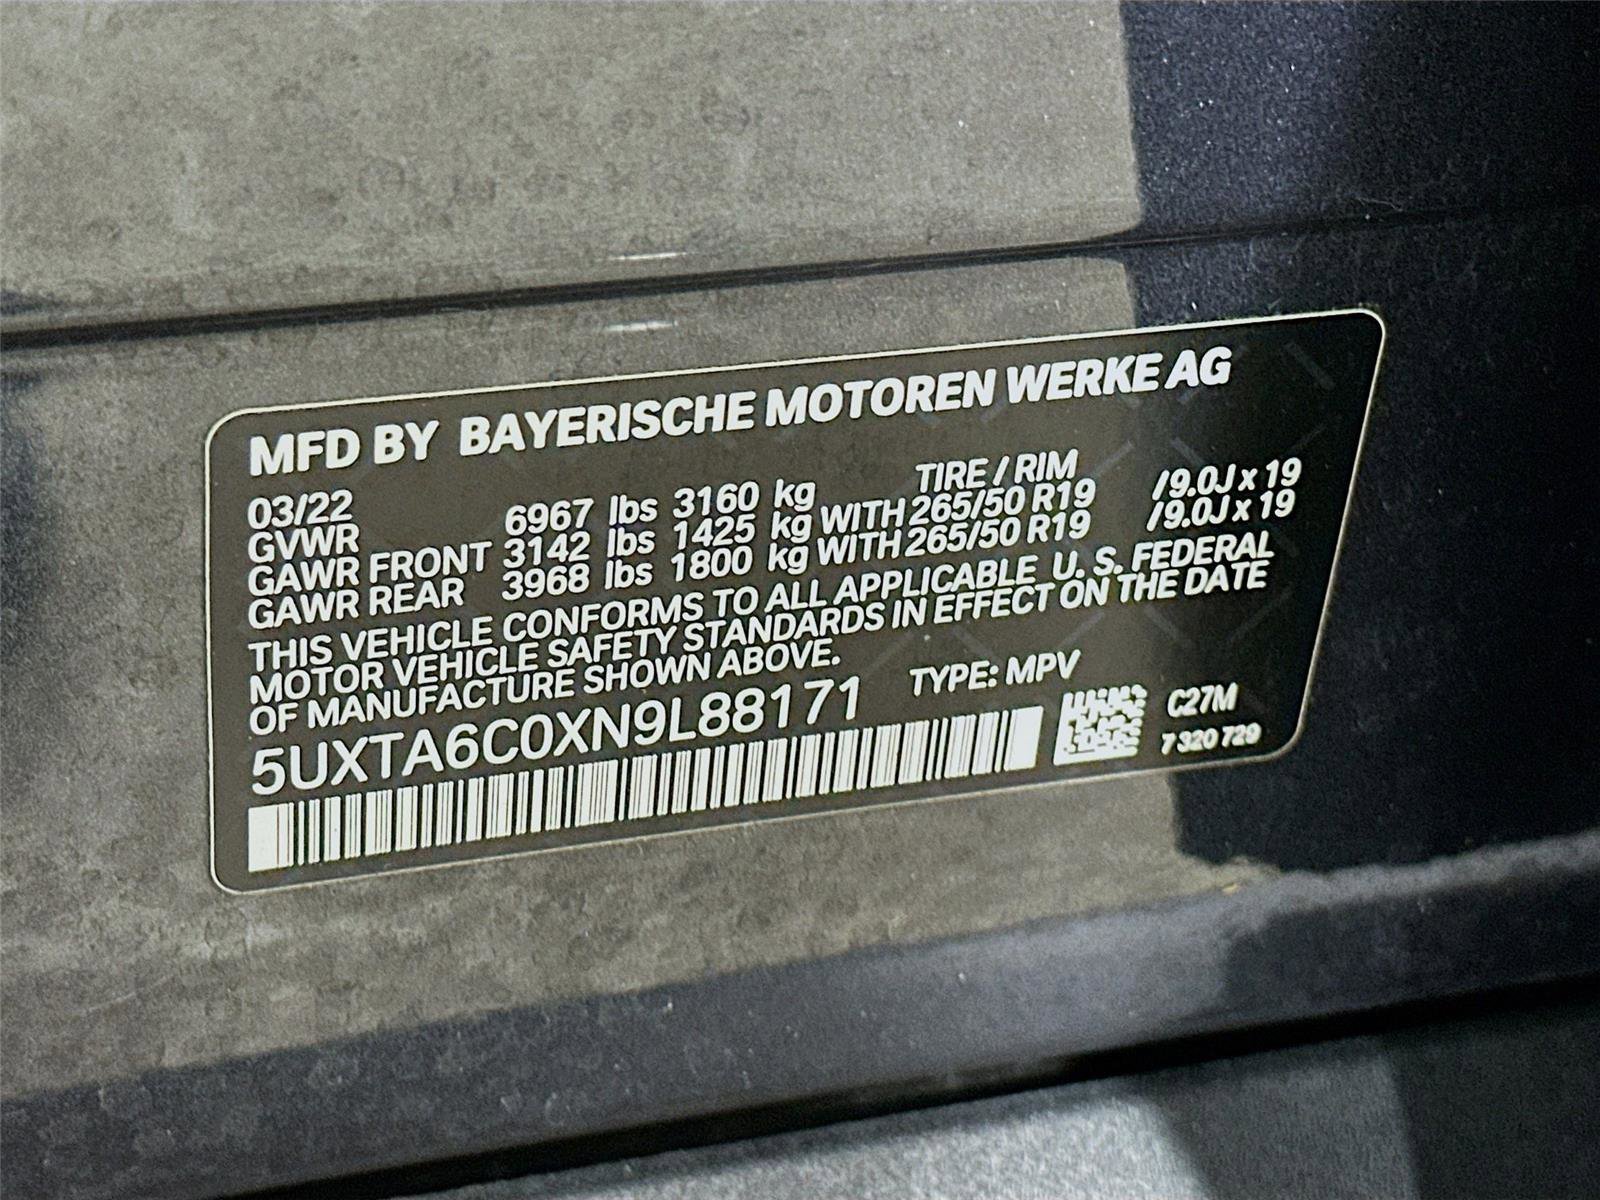 MFD BY BAYERISCHE MOTOREN WERKE AG
03/22 TIRE / RIM
GVWR 6967 lbs 3160 kg
GAWR FRONT 3142 lbs 1425 kg WITH 265/50 R19 /9.0J x 19
GAWR REAR 3968 lbs 1800 kg WITH 265/50 R19 /9.0J x 19
THIS VEHICLE CONFORMS TO ALL APPLICABLE U. S. FEDERAL
MOTOR VEHICLE SAFETY STANDARDS IN EFFECT ON THE DATE
OF MANUFACTURE SHOWN ABOVE.
5UXTA6C0XN9L88171 TYPE: MPV
C27M
7 320 729